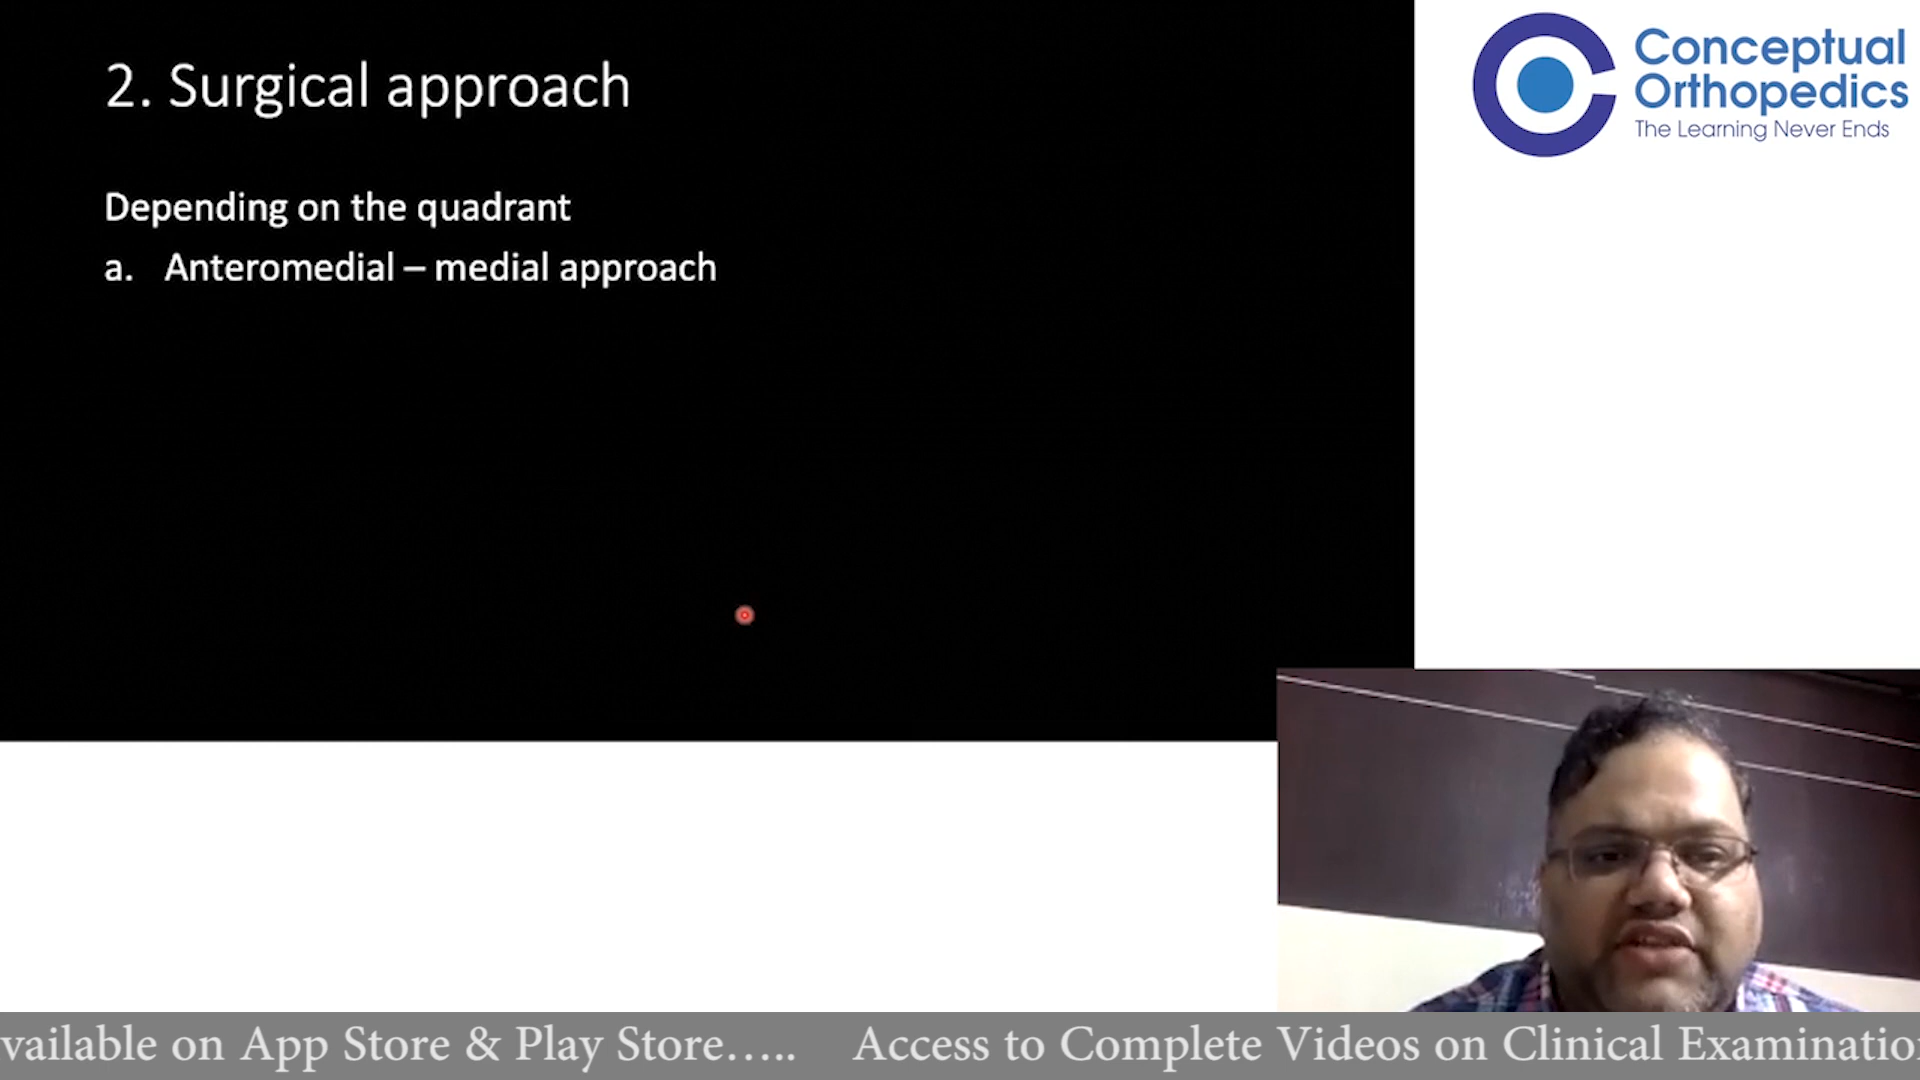 2. Surgical approach
Depending on the quadrant
a. Anteromedial – medial approach
Conceptual
Orthopedics
The Learning Never Ends
vailable on App Store & Play Store..... Access to Complete Videos on Clinical Examination